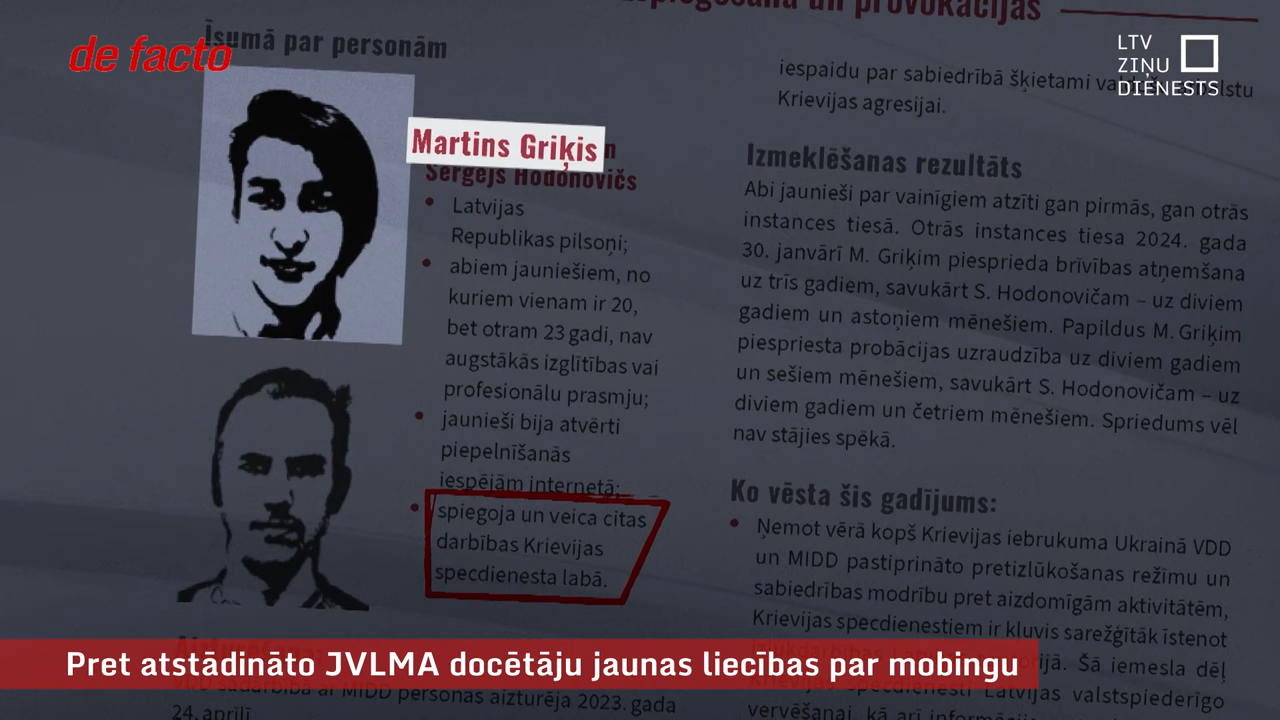 izspiegošana un provokācijas
de facto
LTV
ZIŅU
DIENESTS
Īsumā par personām
Martins Griķis
Sergejs Hodonovičs
Latvijas
Republikas pilsoņi;
abiem jauniešiem, no
kuriem vienam ir 20,
bet otram 23 gadi, nav
augstākās izglītības vai
profesionālu prasmju;
jaunieši bija atvērti
piepelnīšanās
iespējām internetā;
spiegoja un veica citas
darbības Krievijas
specdienesta labā.
VDD sadarbībā ar MIDD personas aizturēja 2023. gada
24. aprīlī
iespaidu par sabiedrībā šķietami
Krievijas agresijai.
Izmeklēšanas rezultāts
Abi jaunieši par vainīgiem atzīti gan pirmās, gan otrās
instances tiesā. Otrās instances tiesa 2024. gada
30. janvārī M. Griķim piesprieda brīvības atņemšana
uz trīs gadiem, savukārt S. Hodonovičam – uz diviem
gadiem un astoņiem mēnešiem. Papildus M. Griķim
piespriesta probācijas uzraudzība uz diviem gadiem
un sešiem mēnešiem, savukārt S. Hodonovičam – uz
diviem gadiem un četriem mēnešiem. Spriedums vēl
nav stājies spēkā.
Ko vēsta šis gadījums:
Ņemot vērā kopš Krievijas iebrukuma Ukrainā VDD
un MIDD pastiprināto pretizlūkošanas režīmu un
sabiedrības modrību pret aizdomīgām aktivitātēm,
Krievijas specdienestiem ir kļuvis sarežģītāk īstenot
Šā iemesla dēļ
Krievijas specdienesti Latvijas valstspiederīgo
vervēšanai, kā arī
Pret atstādināto JVLMA docētāju jaunas liecības par mobingu